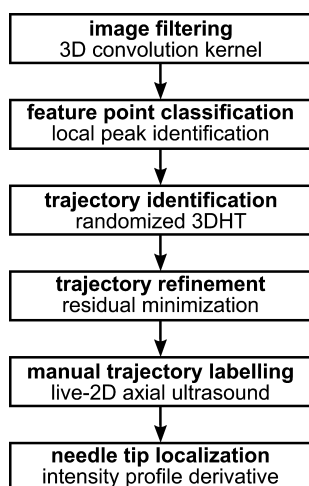 image filtering
3D convolution kernel
feature point classification
local peak identification
trajectory identification
randomized 3DHT
trajectory refinement
residual minimization
manual trajectory labelling
live-2D axial ultrasound
needle tip localization
intensity profile derivative